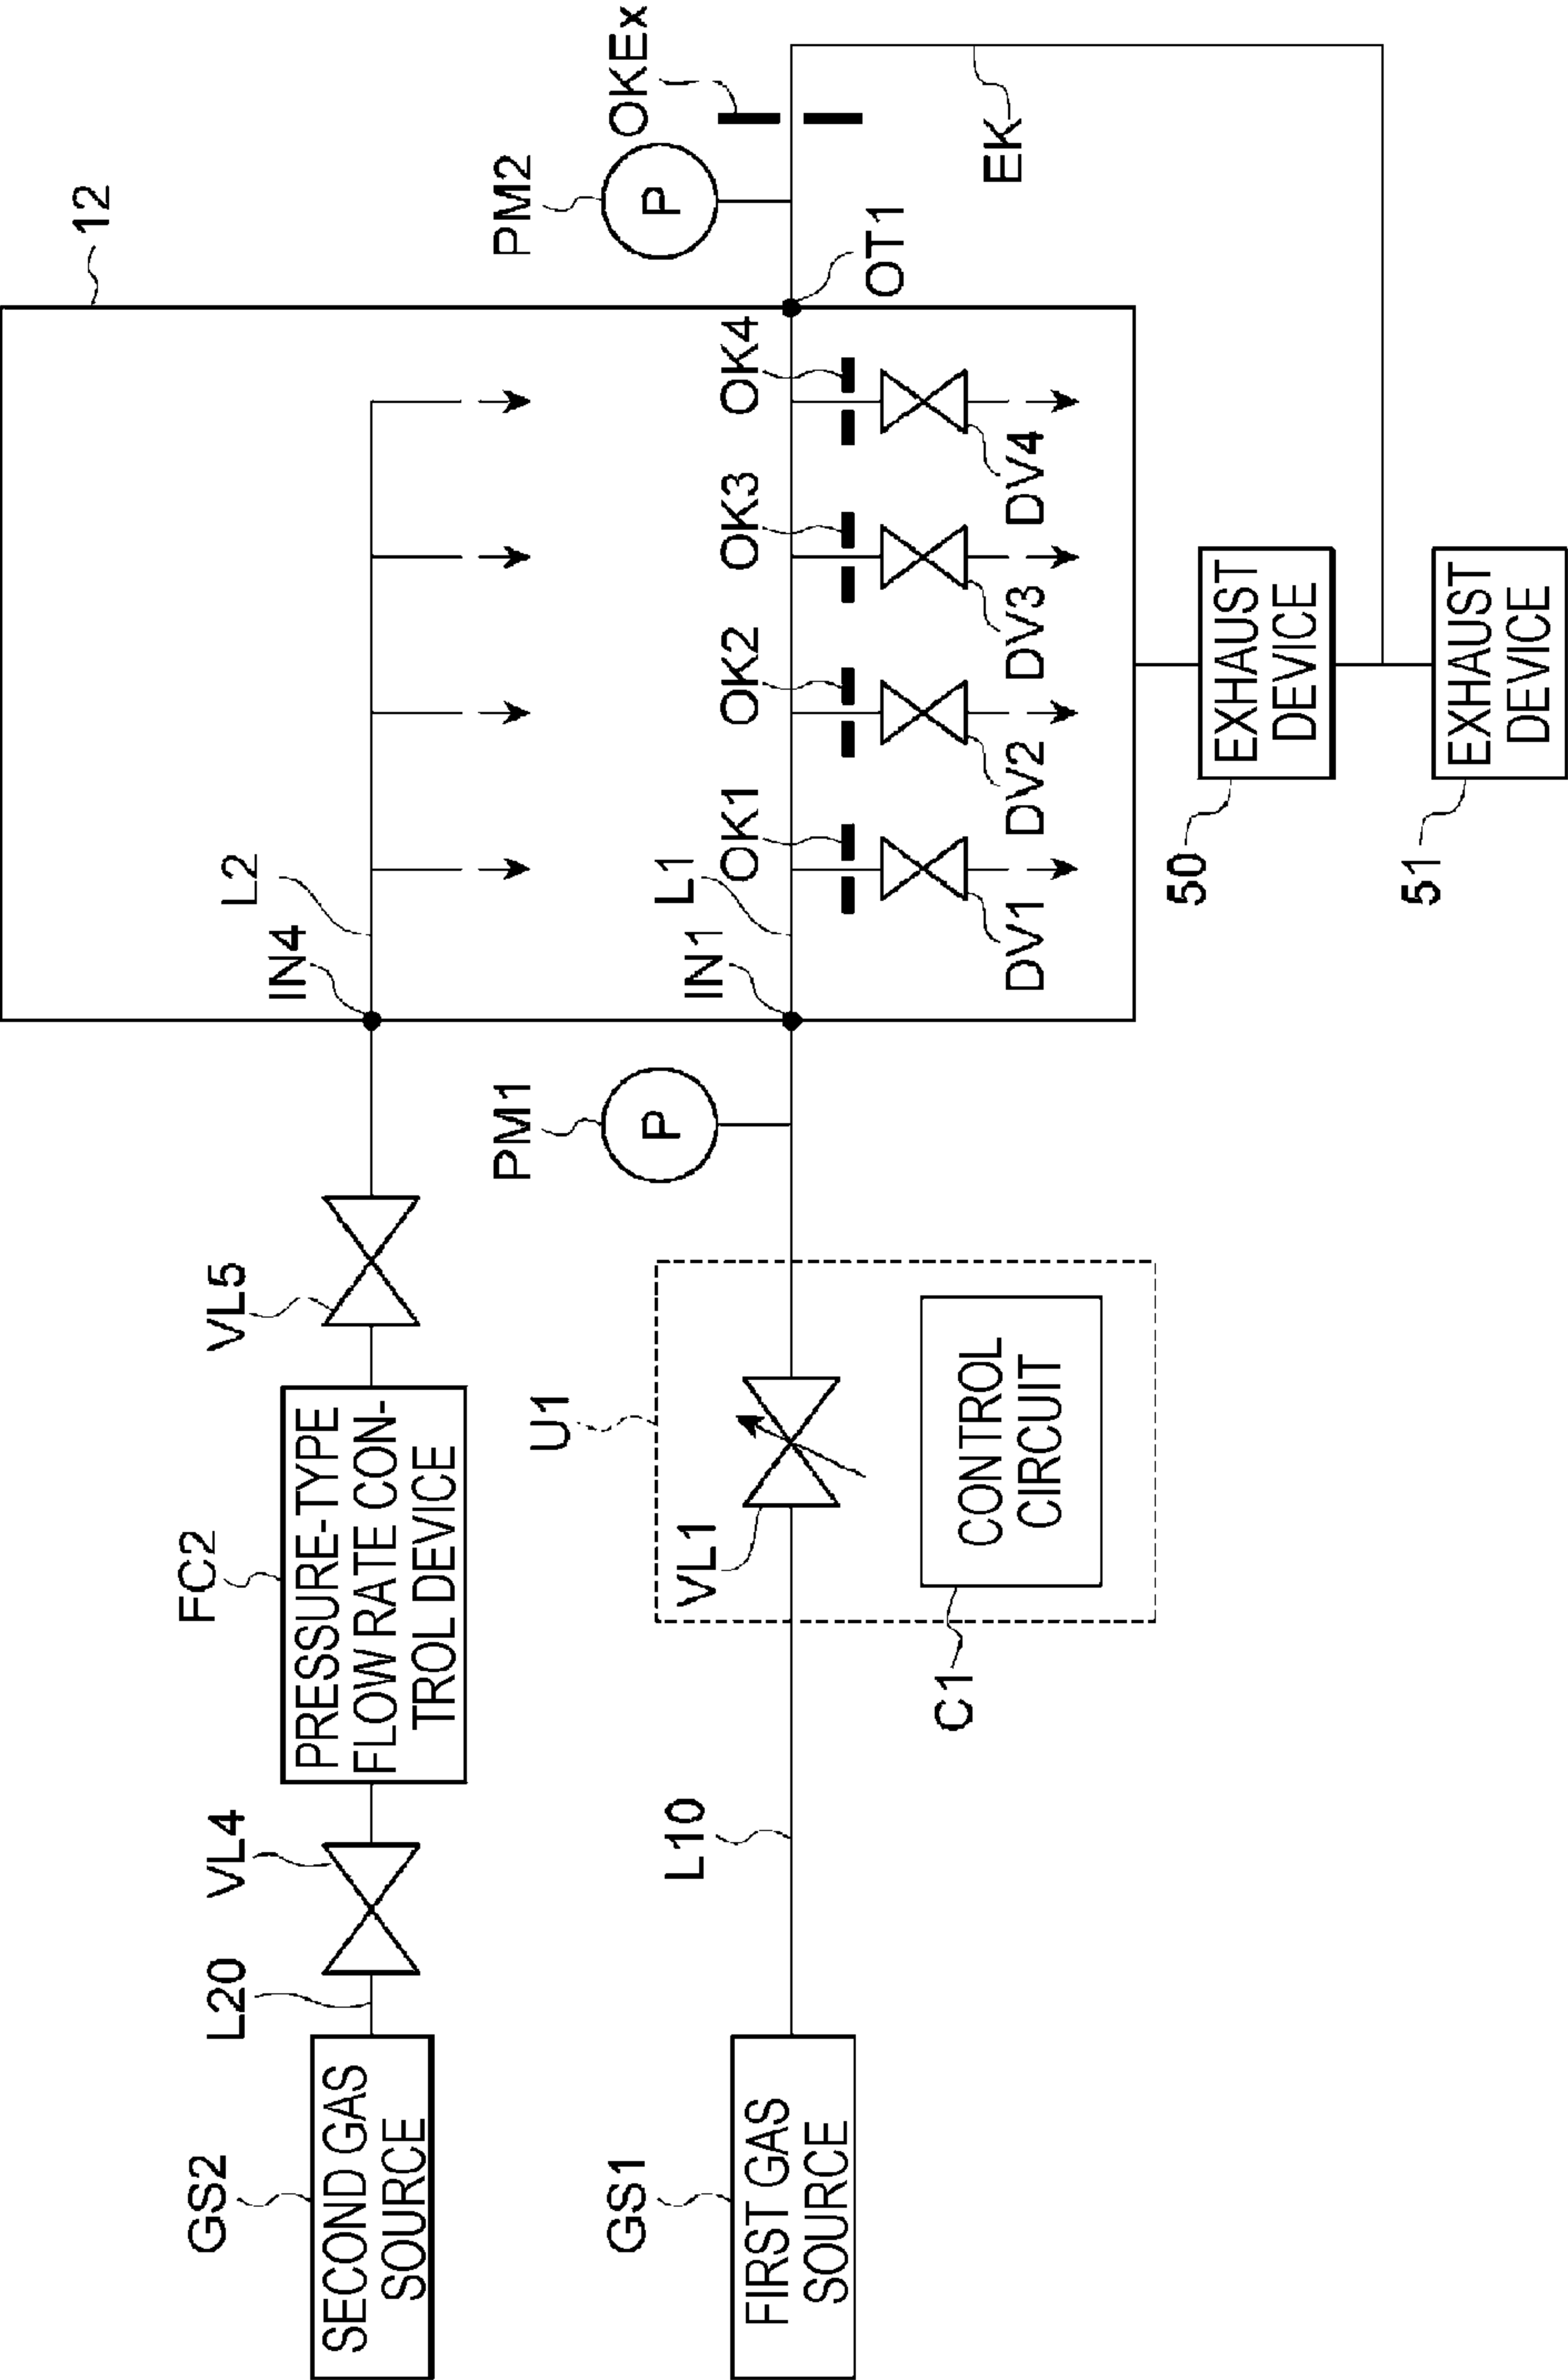 12
L2
IN4
VL5
FC2
PRESSURE-TYPE
FLOW RATE CON-
TROL DEVICE
VL4
L20
GS2
SECOND GAS
SOURCE
OKEx
PM2
P
OT1
EK
OK1
OK2
OK3
OK4
L1
IN1
DV1
DV2
DV3
DV4
PM1
P
U1
VL1
CONTROL
CIRCUIT
C1
L10
GS1
FIRST GAS
SOURCE
50
EXHAUST
DEVICE
51
EXHAUST
DEVICE